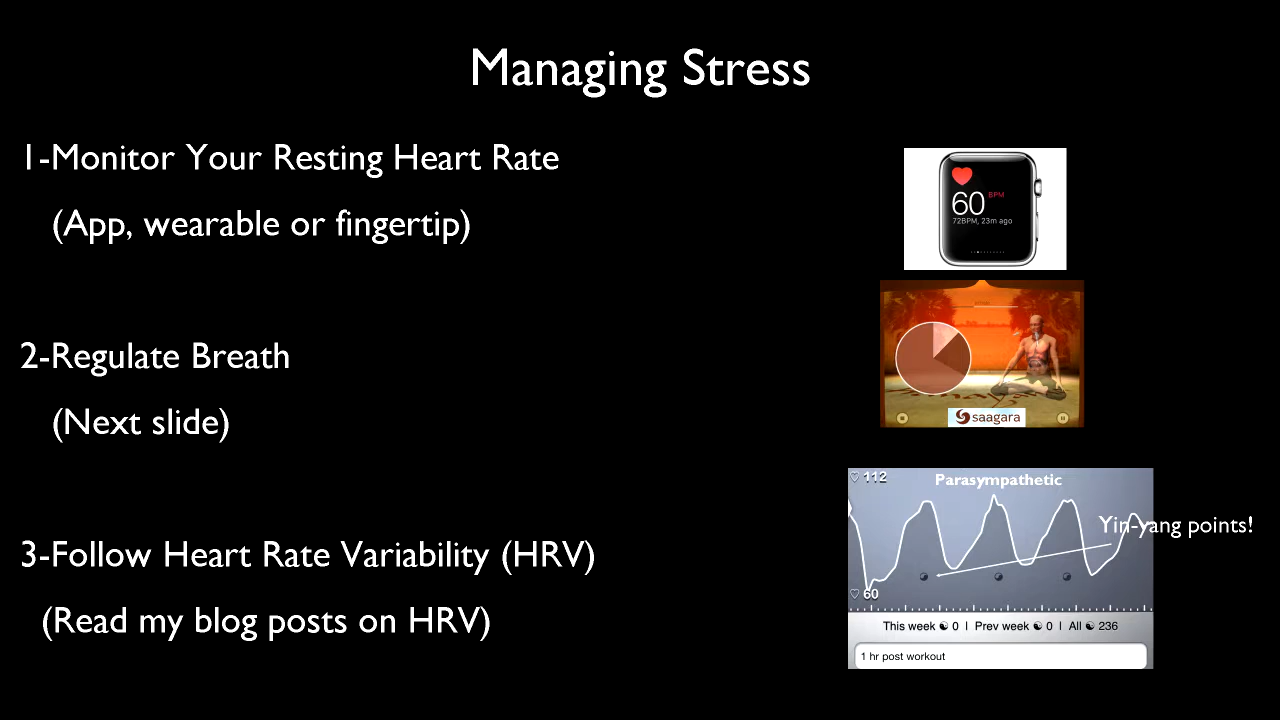 Managing Stress
1-Monitor Your Resting Heart Rate
(App, wearable or fingertip)
60 BPM
72BPM, 23m ago
2-Regulate Breath
(Next slide)
saagara
3-Follow Heart Rate Variability (HRV)
(Read my blog posts on HRV)
112
Parasympathetic
Yin-yang points!
60
This week ☯ 0 | Prev week ☯ 0 | All ☯ 236
1 hr post workout